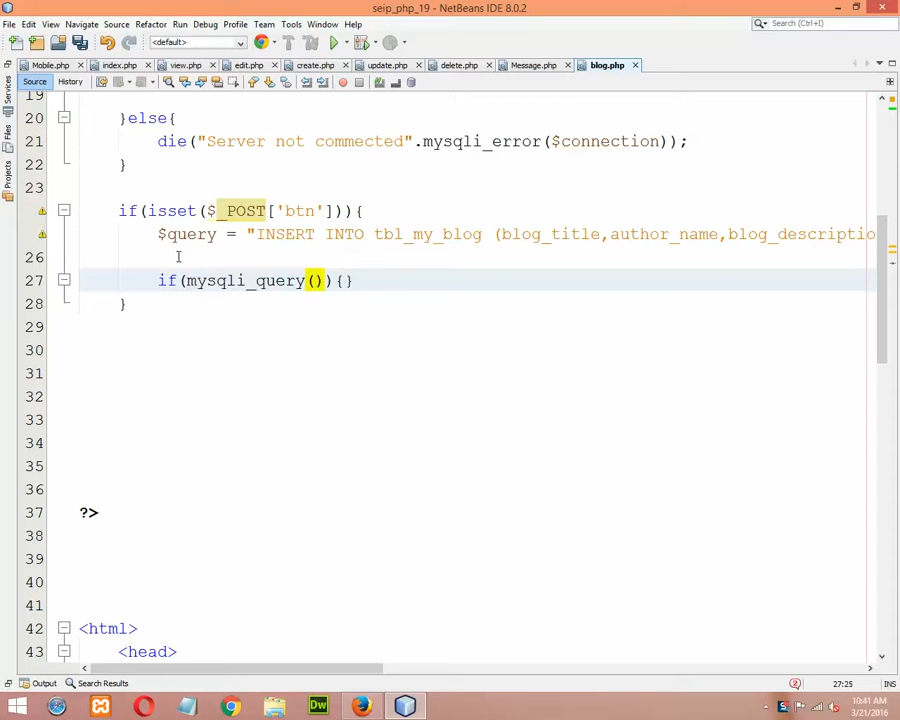 seip_php_19 - NetBeans IDE 8.0.2
File Edit View Navigate Source Refactor Run Debug Profile Team Tools Window Help
Search (Ctrl+I)
<default>
Mobile.php index.php view.php edit.php create.php update.php delete.php Message.php blog.php
Source History
Services
Files
Projects
19
20 }else{
21 die("Server not commected".mysqli_error($connection));
22 }
23
if(isset($_POST['btn'])){
$query = "INSERT INTO tbl_my_blog (blog_title,author_name,blog_descriptio
26
27 if(mysqli_query()){}
28 }
29
30
31
32
33
34
35
36
37 ?>
38
39
40
41
42 <html>
43 <head>
Output Search Results 2 27:25 INS
Dw
10:41 AM
3/21/2016